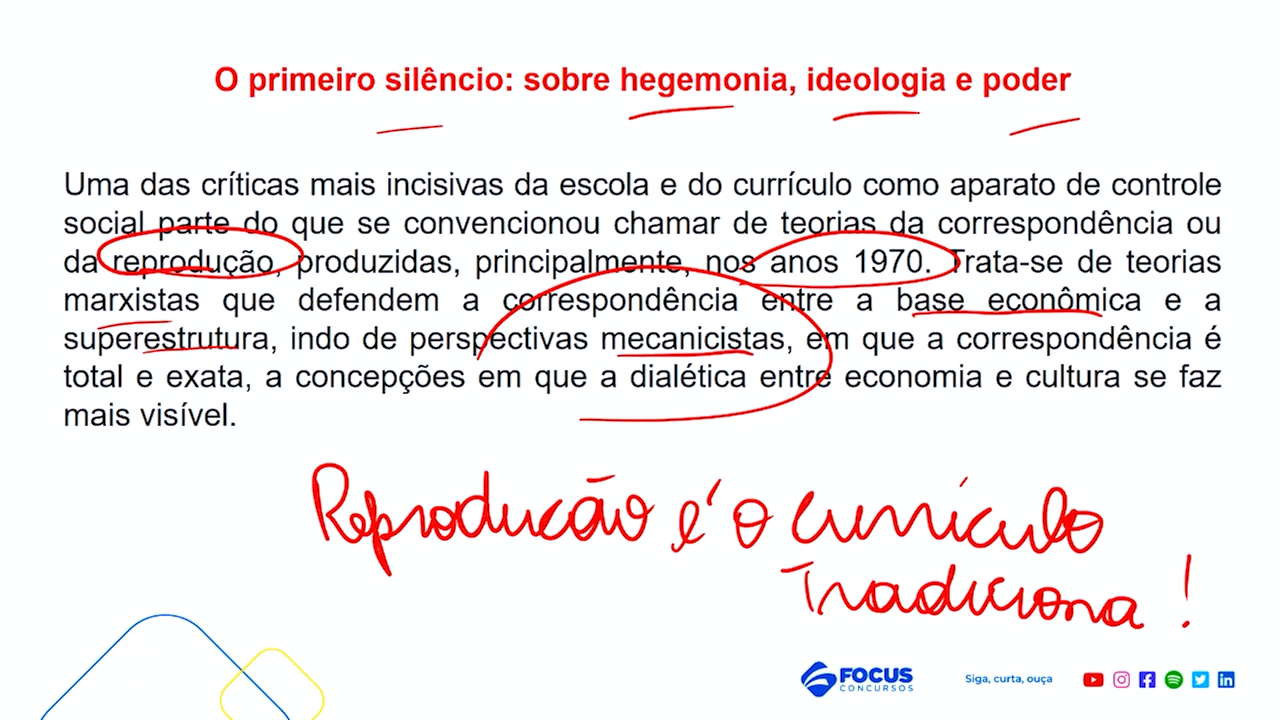 O primeiro silêncio: sobre hegemonia, ideologia e poder
Uma das críticas mais incisivas da escola e do currículo como aparato de controle
social parte do que se convencionou chamar de teorias da correspondência ou
da reprodução, produzidas, principalmente, nos anos 1970. Trata-se de teorias
marxistas que defendem a correspondência entre a base econômica e a
superestrutura, indo de perspectivas mecanicistas, em que a correspondência é
total e exata, a concepções em que a dialética entre economia e cultura se faz
mais visível.
Reprodução é o currículo
Tradiciona!
FOCUS
CONCURSOS
Siga, curta, ouça